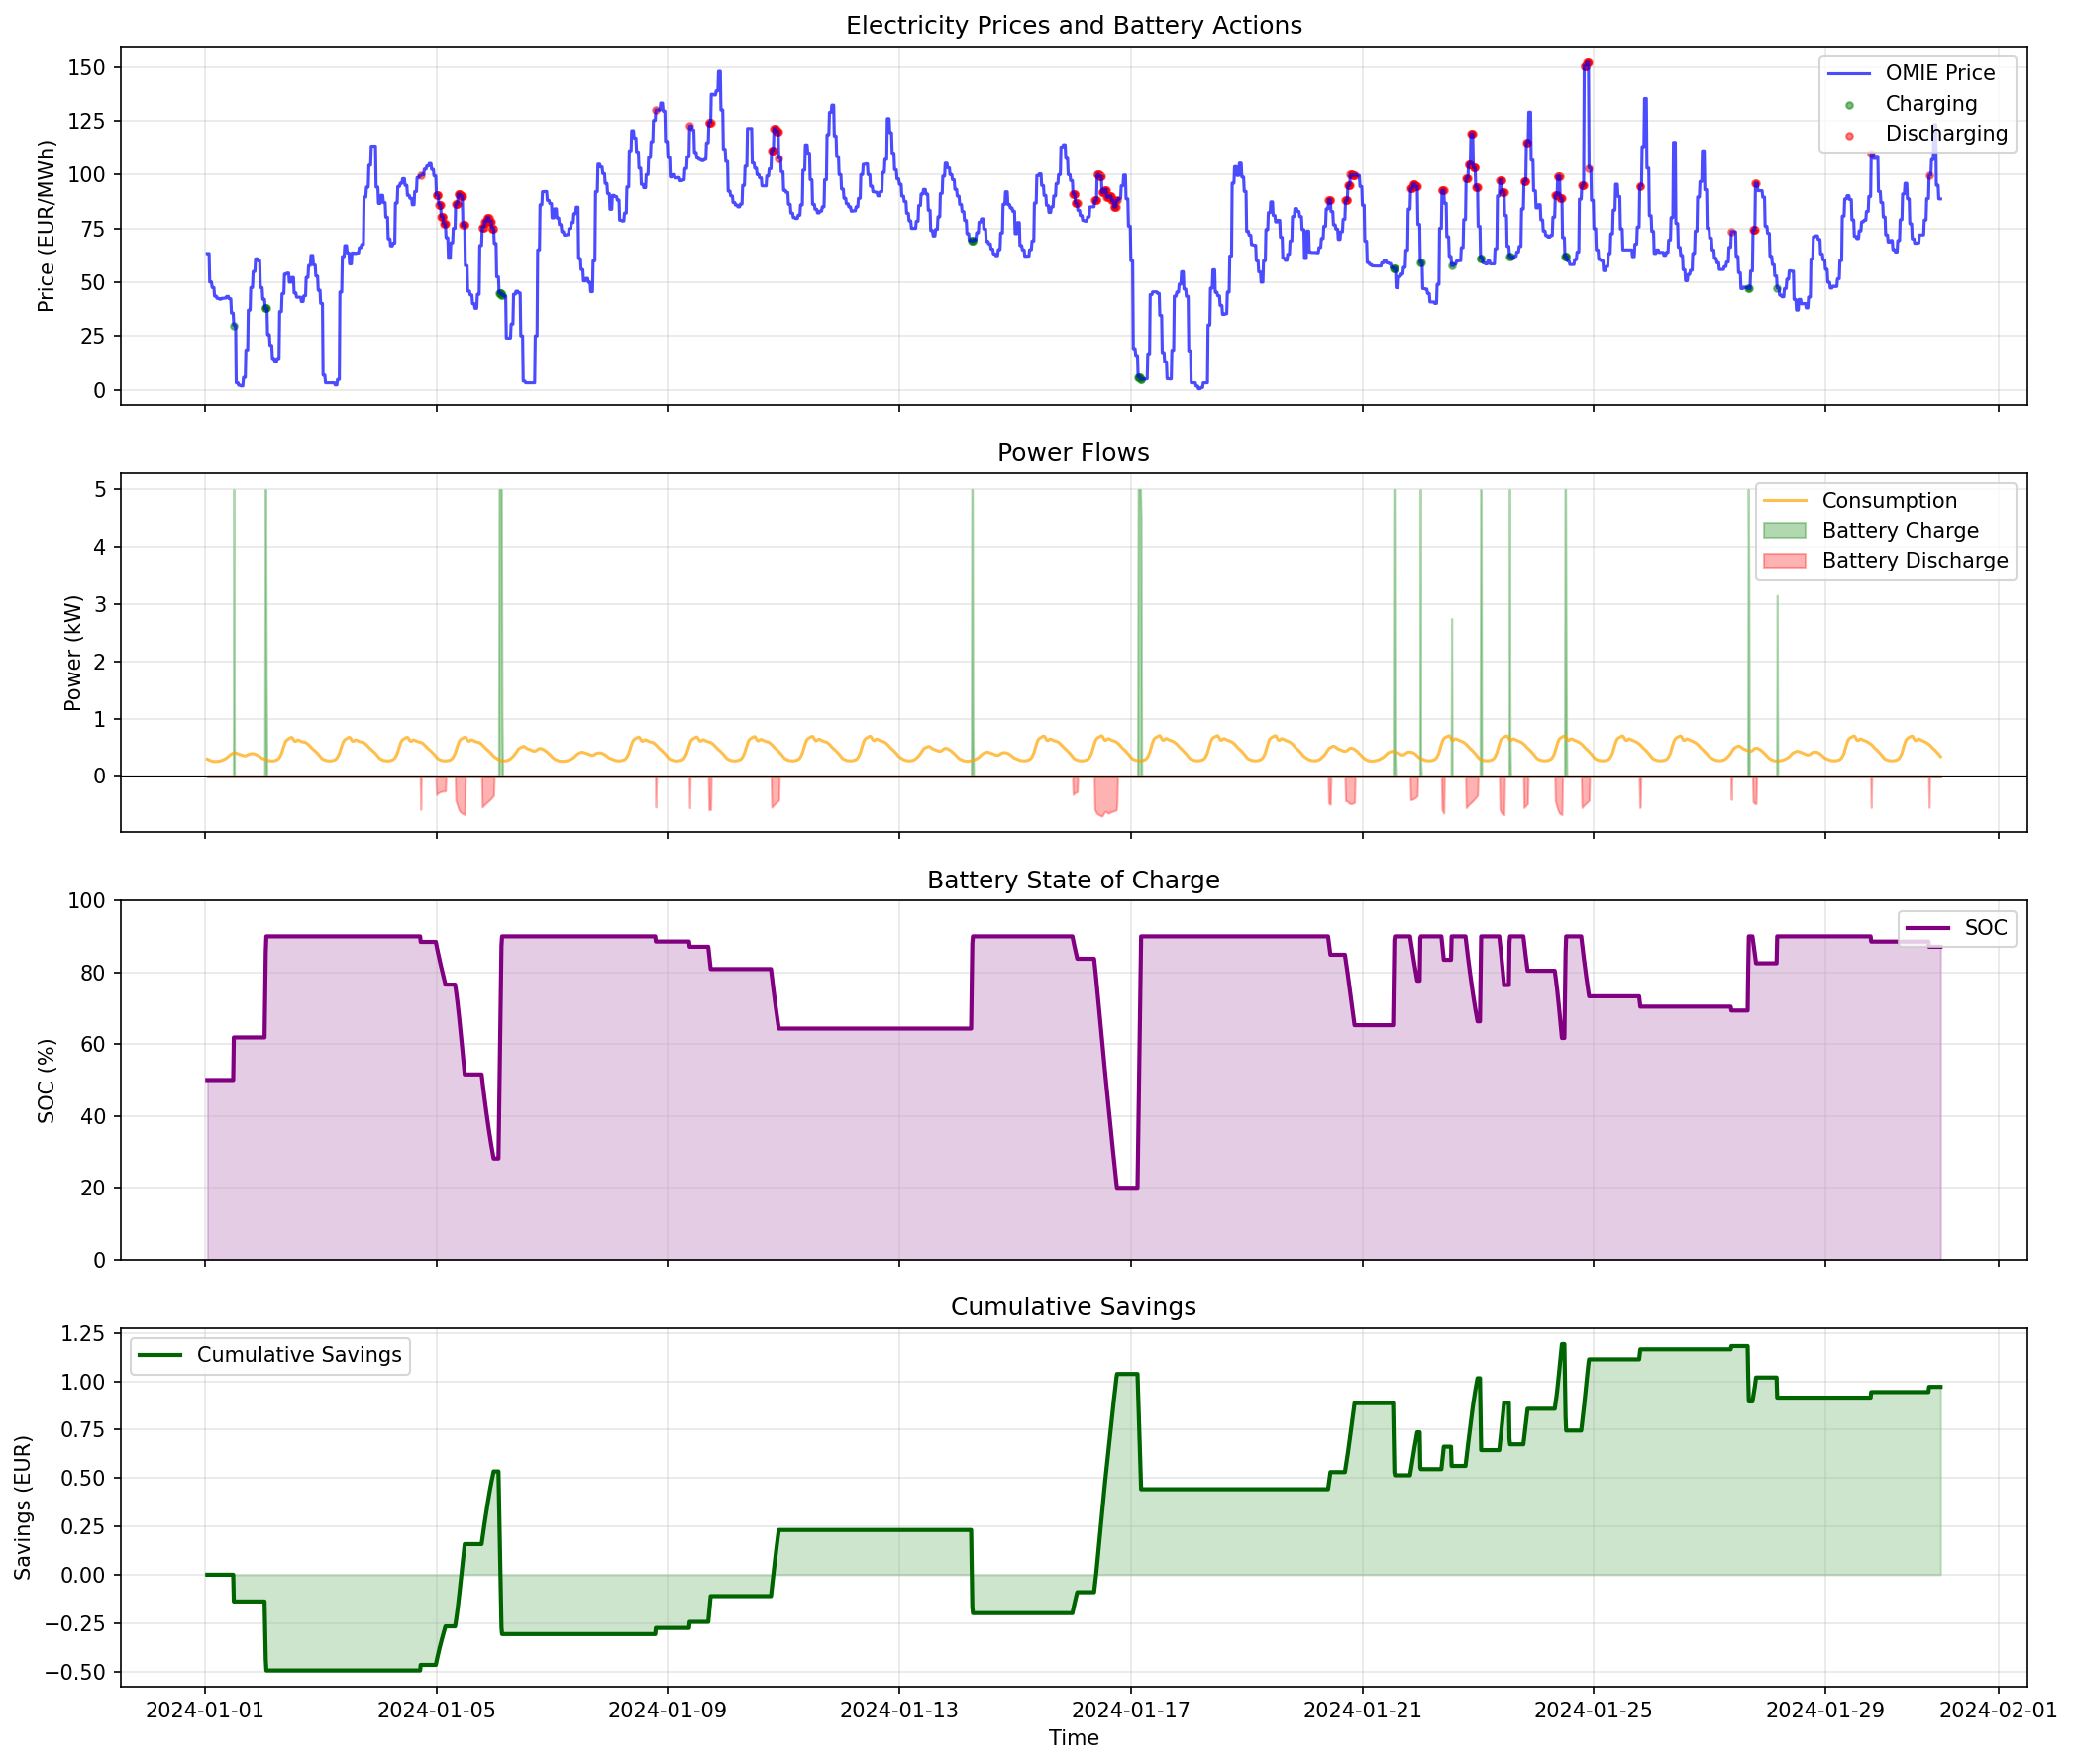 Electricity Prices and Battery Actions
Price (EUR/MWh)
150
125
100
75
50
25
0
OMIE Price
Charging
Discharging
Power Flows
Power (kW)
5
4
3
2
1
0
Consumption
Battery Charge
Battery Discharge
Battery State of Charge
SOC (%)
100
80
60
40
20
0
SOC
Cumulative Savings
Savings (EUR)
1.25
1.00
0.75
0.50
0.25
0.00
−0.25
−0.50
Cumulative Savings
2024-01-01
2024-01-05
2024-01-09
2024-01-13
2024-01-17
2024-01-21
2024-01-25
2024-01-29
2024-02-01
Time